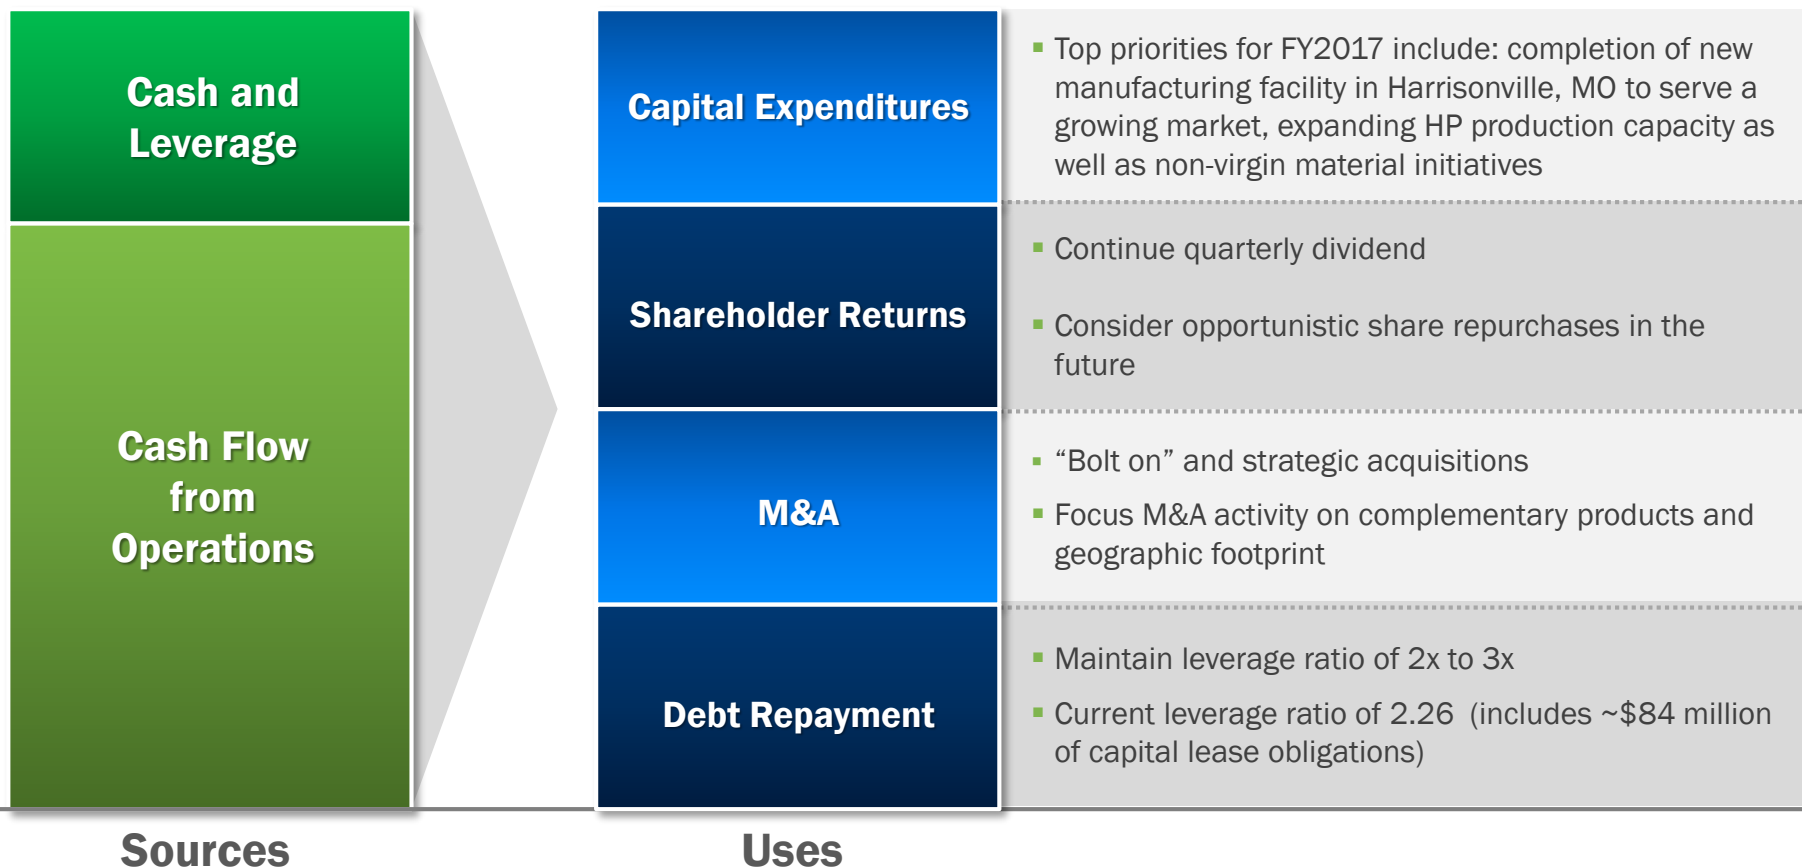 Cash and
Leverage
Cash Flow
from
Operations
Sources
Capital Expenditures
▪ Top priorities for FY2017 include: completion of new
manufacturing facility in Harrisonville, MO to serve a
growing market, expanding HP production capacity as
well as non-virgin material initiatives
Shareholder Returns
▪ Continue quarterly dividend
▪ Consider opportunistic share repurchases in the
future
M&A
▪ “Bolt on” and strategic acquisitions
▪ Focus M&A activity on complementary products and
geographic footprint
Debt Repayment
▪ Maintain leverage ratio of 2x to 3x
▪ Current leverage ratio of 2.26 (includes ~$84 million
of capital lease obligations)
Uses